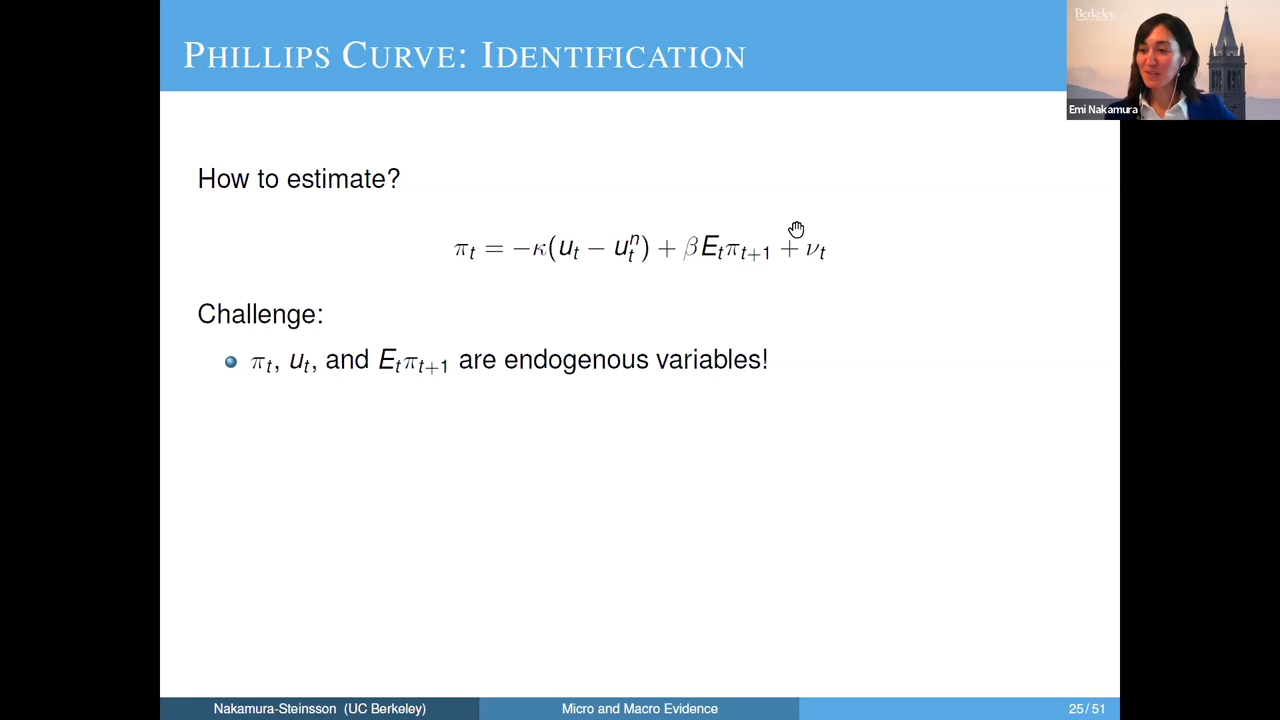 PHILLIPS CURVE: IDENTIFICATION
Berkeley
Emi Nakamura
How to estimate?
πₜ = −κ(uₜ − uₜⁿ) + βEₜπₜ₊₁ + νₜ
Challenge:
πₜ, uₜ, and Eₜπₜ₊₁ are endogenous variables!
Nakamura-Steinsson (UC Berkeley)
Micro and Macro Evidence
25 / 51